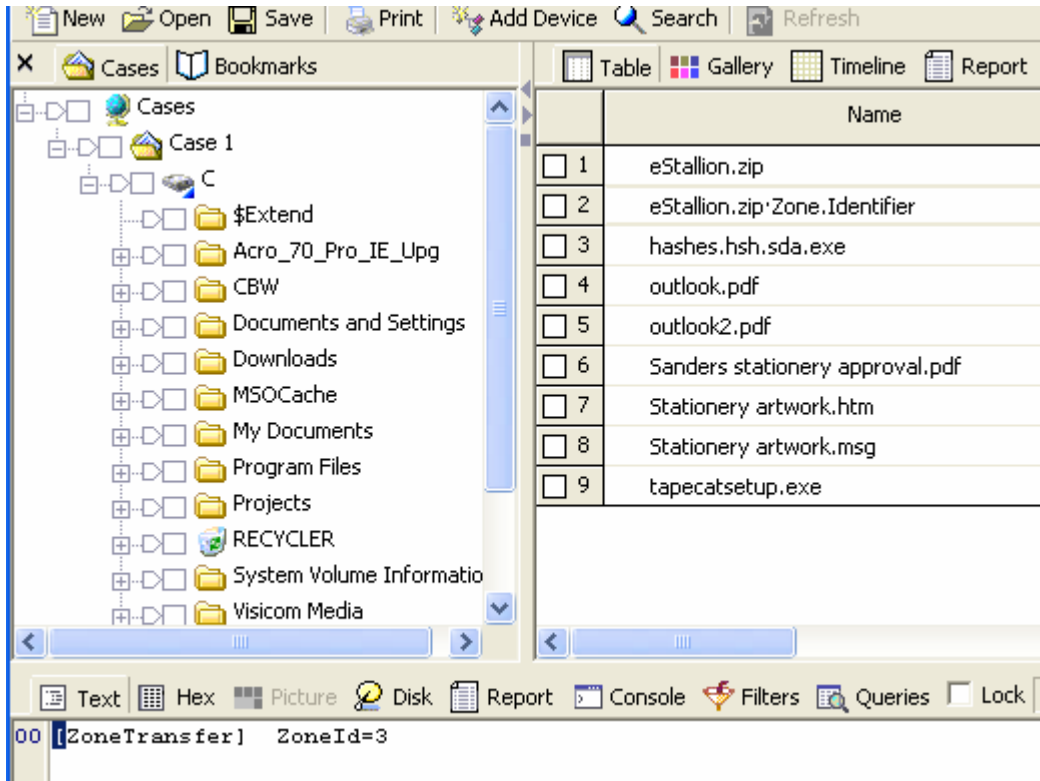 New Open Save Print Add Device Search Refresh
Cases Bookmarks
Table Gallery Timeline Report
Cases
Case 1
C
$Extend
Acro_70_Pro_IE_Upg
CBW
Documents and Settings
Downloads
MSOCache
My Documents
Program Files
Projects
RECYCLER
System Volume Informatio
Visicom Media
Name
1 eStallion.zip
2 eStallion.zip·Zone.Identifier
3 hashes.hsh.sda.exe
4 outlook.pdf
5 outlook2.pdf
6 Sanders stationery approval.pdf
7 Stationery artwork.htm
8 Stationery artwork.msg
9 tapecatsetup.exe
Text Hex Picture Disk Report Console Filters Queries Lock
00 [ZoneTransfer] ZoneId=3